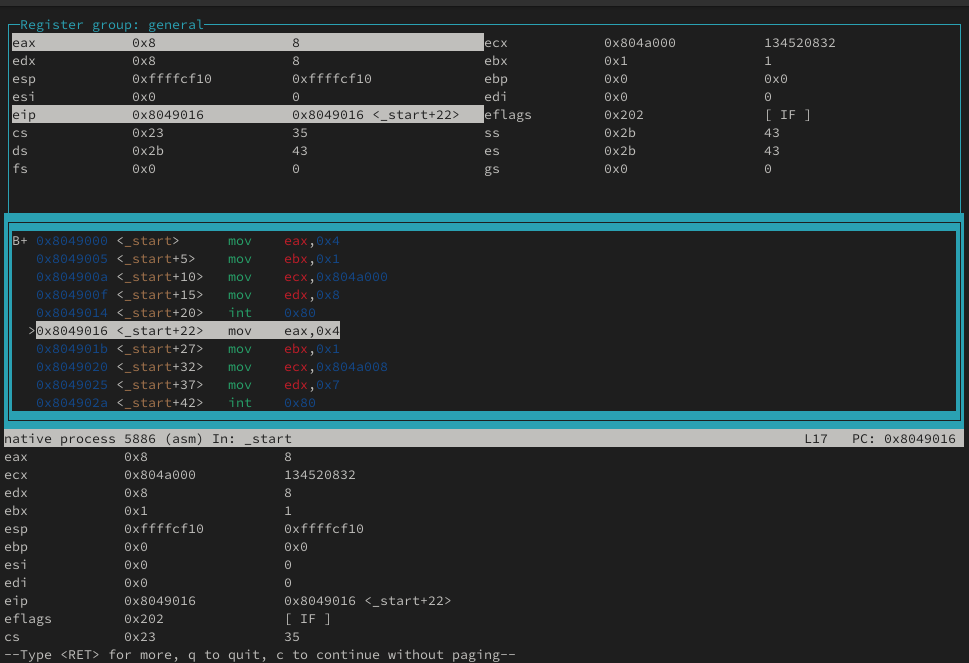 Register group: general
eax 0x8 8 ecx 0x804a000 134520832
edx 0x8 8 ebx 0x1 1
esp 0xffffcf10 0xffffcf10 ebp 0x0 0x0
esi 0x0 0 edi 0x0 0
eip 0x8049016 0x8049016 <_start+22> eflags 0x202 [ IF ]
cs 0x23 35 ss 0x2b 43
ds 0x2b 43 es 0x2b 43
fs 0x0 0 gs 0x0 0
B+ 0x8049000 <_start> mov eax,0x4
0x8049005 <_start+5> mov ebx,0x1
0x804900a <_start+10> mov ecx,0x804a000
0x804900f <_start+15> mov edx,0x8
0x8049014 <_start+20> int 0x80
>0x8049016 <_start+22> mov eax,0x4
0x804901b <_start+27> mov ebx,0x1
0x8049020 <_start+32> mov ecx,0x804a008
0x8049025 <_start+37> mov edx,0x7
0x804902a <_start+42> int 0x80
native process 5886 (asm) In: _start L17 PC: 0x8049016
eax 0x8 8
ecx 0x804a000 134520832
edx 0x8 8
ebx 0x1 1
esp 0xffffcf10 0xffffcf10
ebp 0x0 0x0
esi 0x0 0
edi 0x0 0
eip 0x8049016 0x8049016 <_start+22>
eflags 0x202 [ IF ]
cs 0x23 35
--Type <RET> for more, q to quit, c to continue without paging--